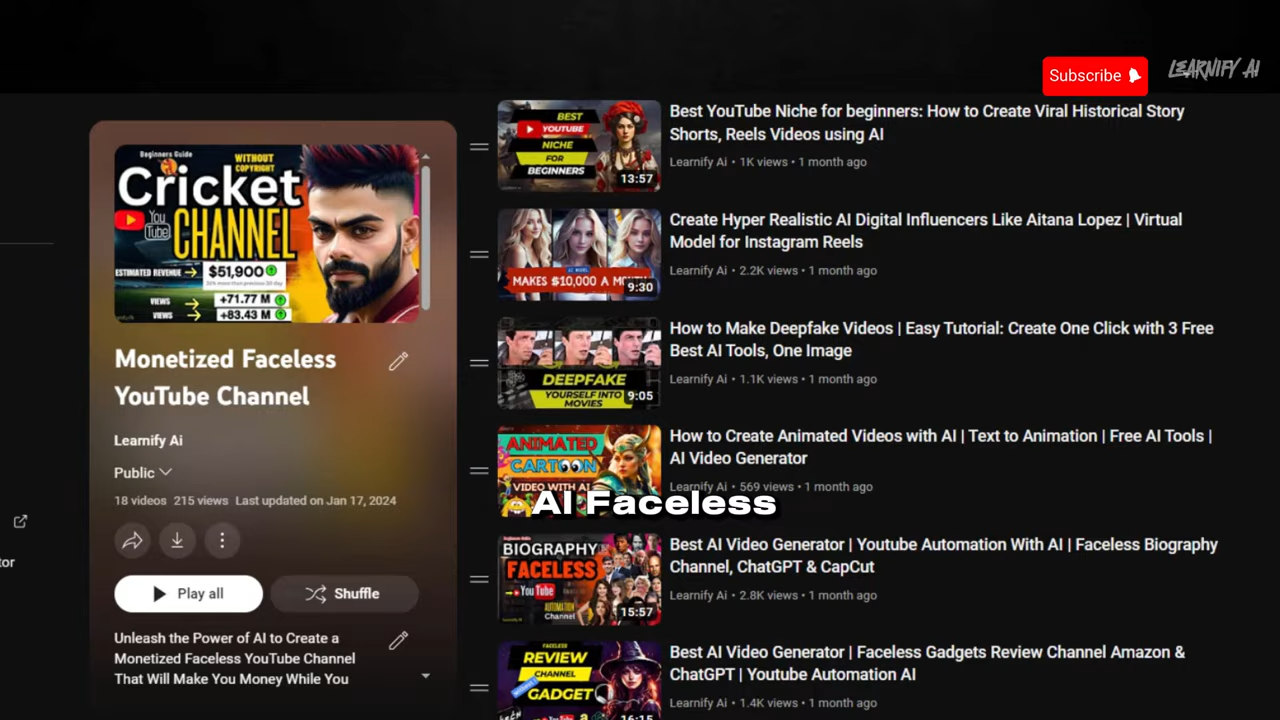 Subscribe
LEARNIFY AI
Beginners Guide
WITHOUT
COPYRIGHT
Cricket
You
Tube
CHANNEL
ESTIMATED REVENUE → $51,900
VIEWS → +71.77 M
VIEWS → +83.43 M
Monetized Faceless
YouTube Channel
Learnify Ai
Public
18 videos 215 views Last updated on Jan 17, 2024
Play all
Shuffle
Unleash the Power of AI to Create a
Monetized Faceless YouTube Channel
That Will Make You Money While You
tor
BEST
YOUTUBE
NICHE
FOR
BEGINNERS
13:57
Best YouTube Niche for beginners: How to Create Viral Historical Story
Shorts, Reels Videos using AI
Learnify Ai • 1K views • 1 month ago
AI MODEL
MAKES $10,000 A M
9:30
Create Hyper Realistic AI Digital Influencers Like Aitana Lopez | Virtual
Model for Instagram Reels
Learnify Ai • 2.2K views • 1 month ago
DEEPFAKE
YOURSELF INTO
MOVIES
9:05
How to Make Deepfake Videos | Easy Tutorial: Create One Click with 3 Free
Best AI Tools, One Image
Learnify Ai • 1.1K views • 1 month ago
ANIMATED
CARTOON
VIDEO WITH AI
How to Create Animated Videos with AI | Text to Animation | Free AI Tools |
AI Video Generator
Learnify Ai • 569 views • 1 month ago
AI Faceless
BIOGRAPHY
FACELESS
You Tube
AUTOMATION
Channel
15:57
Best AI Video Generator | Youtube Automation With AI | Faceless Biography
Channel, ChatGPT & CapCut
Learnify Ai • 2.8K views • 1 month ago
FACELESS
REVIEW
CHANNEL
GADGET
16:15
Best AI Video Generator | Faceless Gadgets Review Channel Amazon &
ChatGPT | Youtube Automation AI
Learnify Ai • 1.4K views • 1 month ago